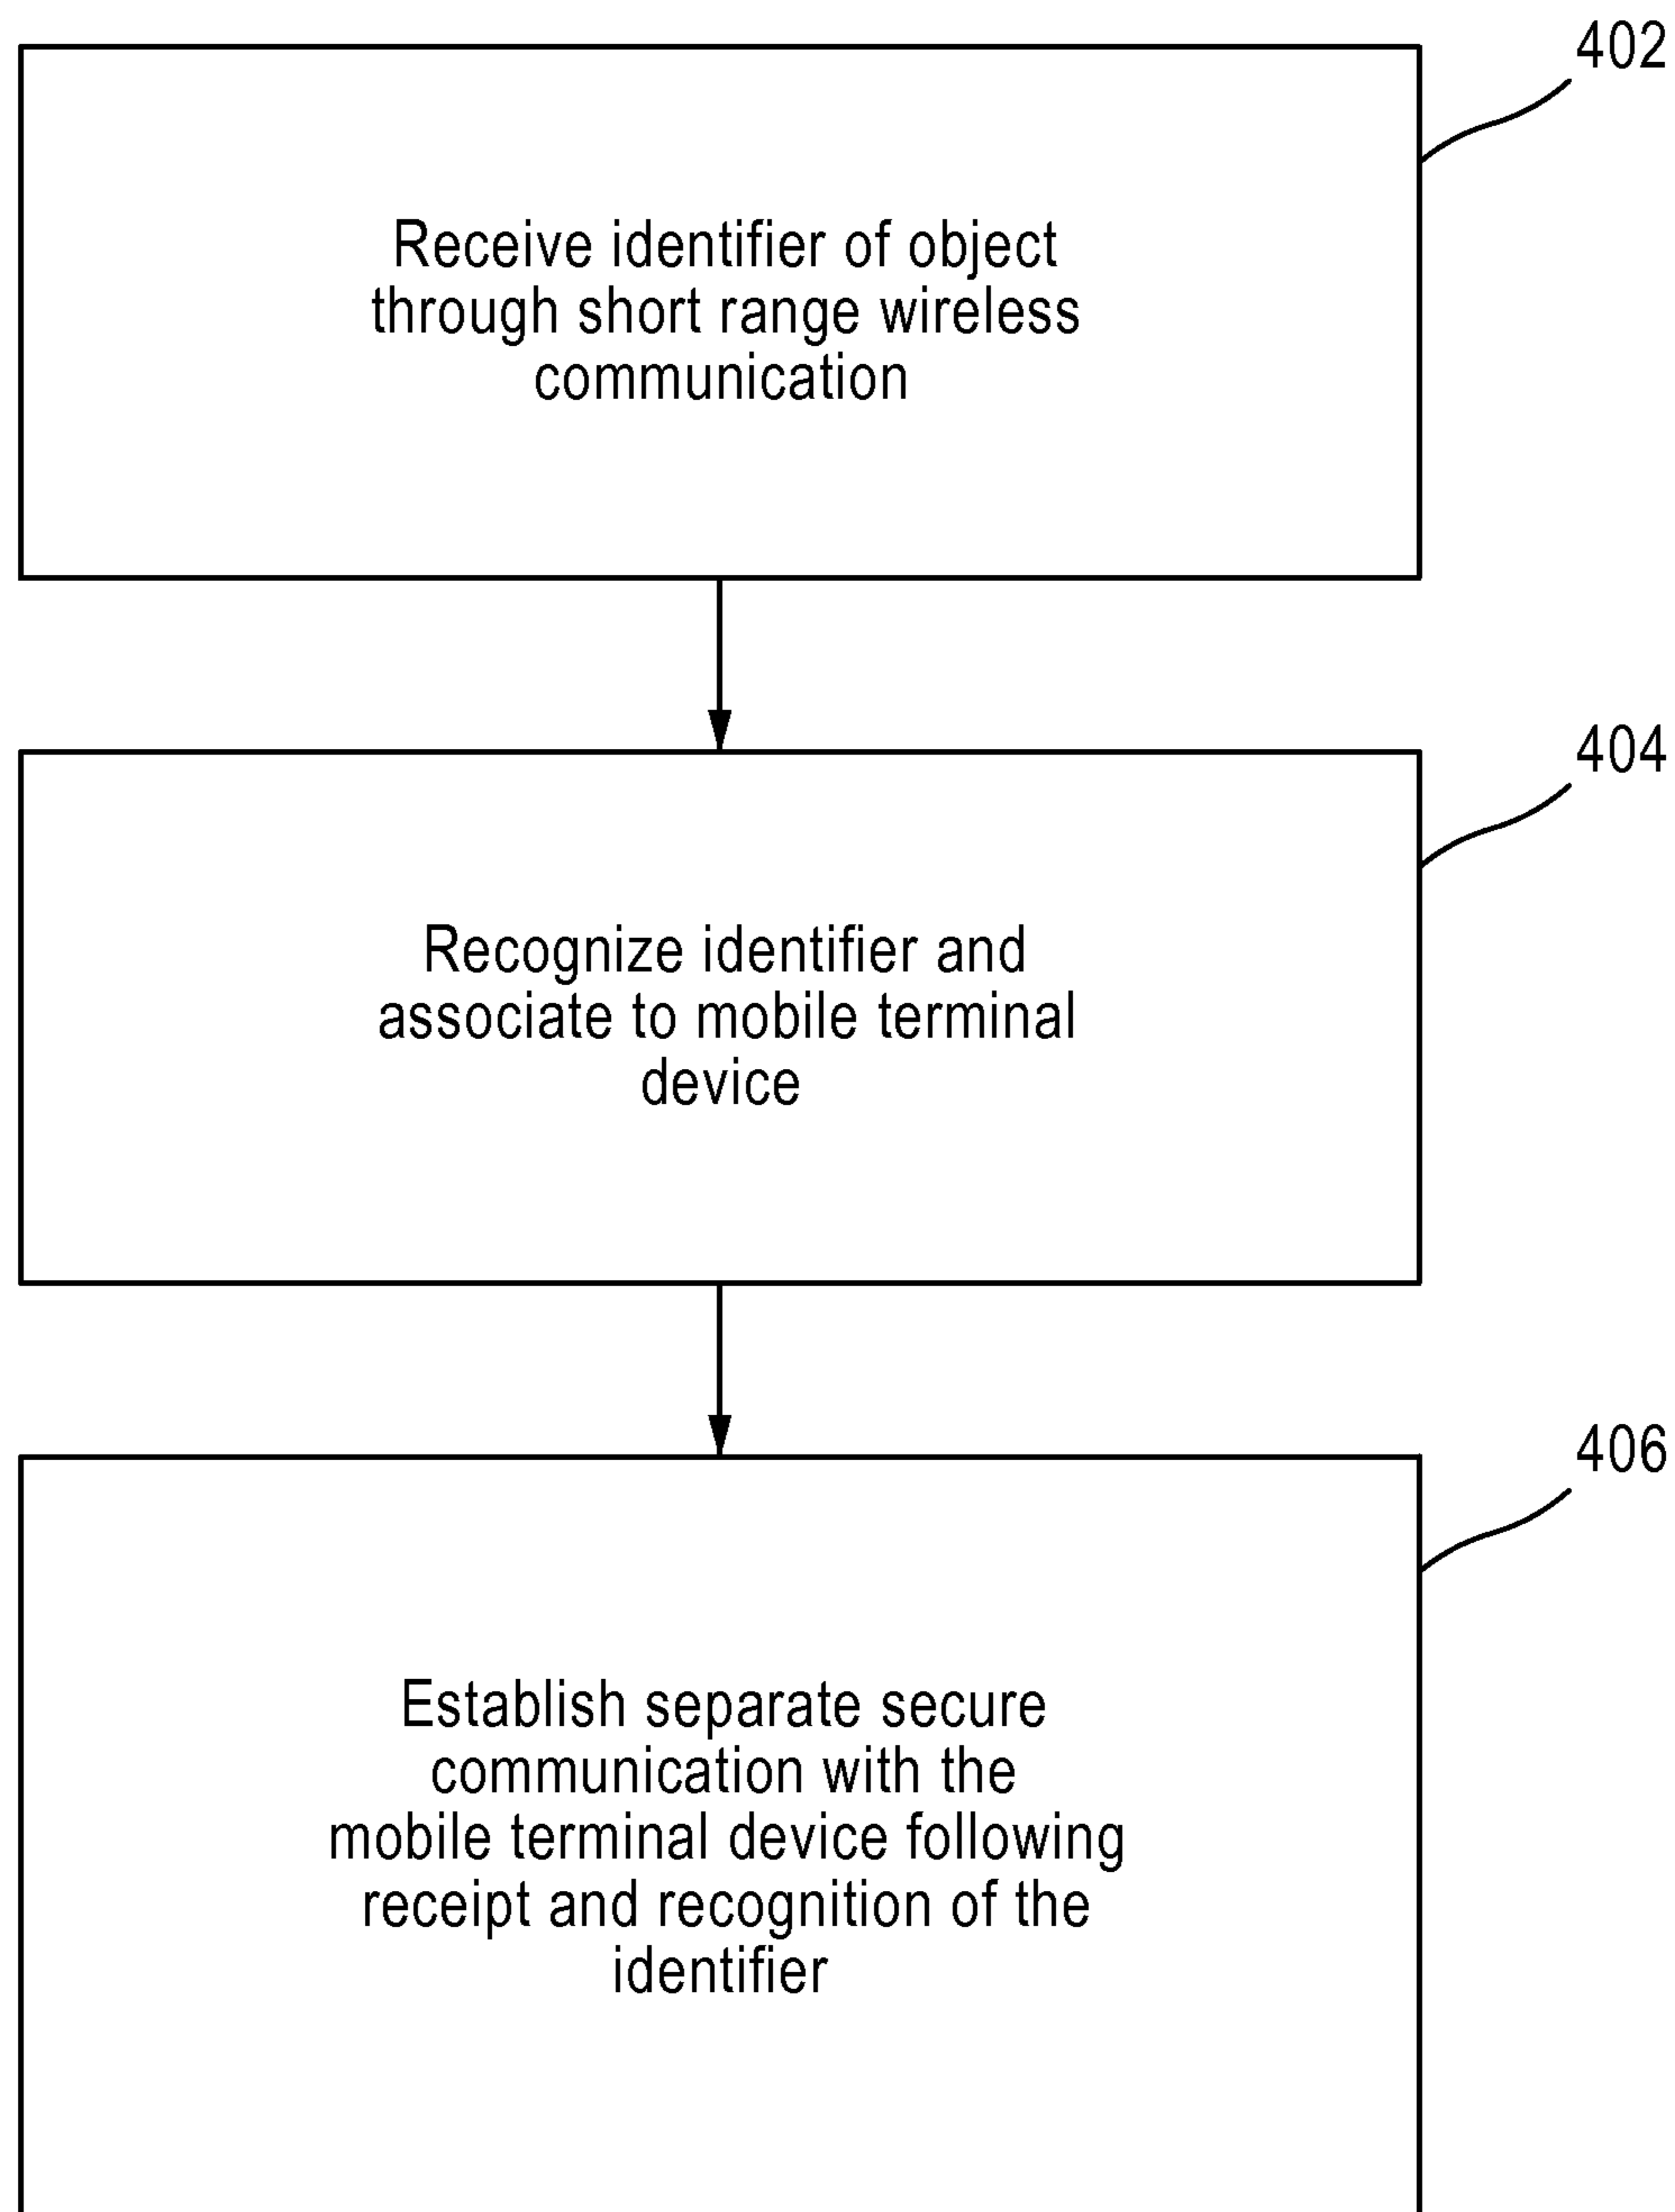 402
Receive identifier of object
through short range wireless
communication
404
Recognize identifier and
associate to mobile terminal
device
406
Establish separate secure
communication with the
mobile terminal device following
receipt and recognition of the
identifier